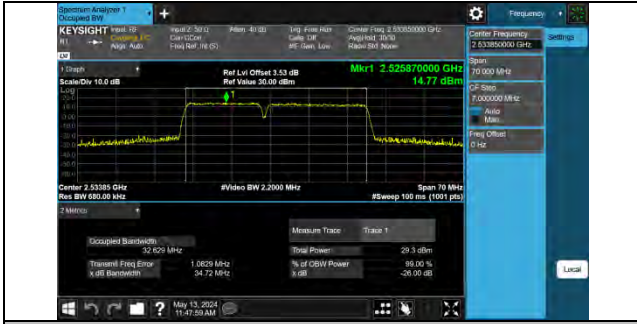 Spectrum Analyzer 1
Occupied BW
+
Frequency
KEYSIGHT Input: RF
Coupling: DC
Align: Auto
Input Z: 50 Ω
Corr CCorr
Freq Ref: Int (S)
Atten: 40 dB
Trig: Free Run
Gate: Off
#IF Gain: Low
Center Freq: 2.533850000 GHz
Avg|Hold: 30/30
Radio Std: None
Center Frequency
2.533850000 GHz
Settings
Span
70.000 MHz
CF Step
7.000000 MHz
Auto
Man
Freq Offset
0 Hz
1 Graph
Scale/Div 10.0 dB
Ref Lvl Offset 3.53 dB
Ref Value 30.00 dBm
Mkr1 2.525870000 GHz
14.77 dBm
Log
1
Center 2.53385 GHz
Res BW 680.00 kHz
#Video BW 2.2000 MHz
Span 70 MHz
#Sweep 100 ms (1001 pts)
2 Metrics
Measure Trace Trace 1
Occupied Bandwidth
32.629 MHz
Total Power 29.3 dBm
Transmit Freq Error 1.0829 MHz
% of OBW Power 99.00 %
x dB Bandwidth 34.72 MHz
x dB -26.00 dB
Local
? May 13, 2024
11:47:59 AM